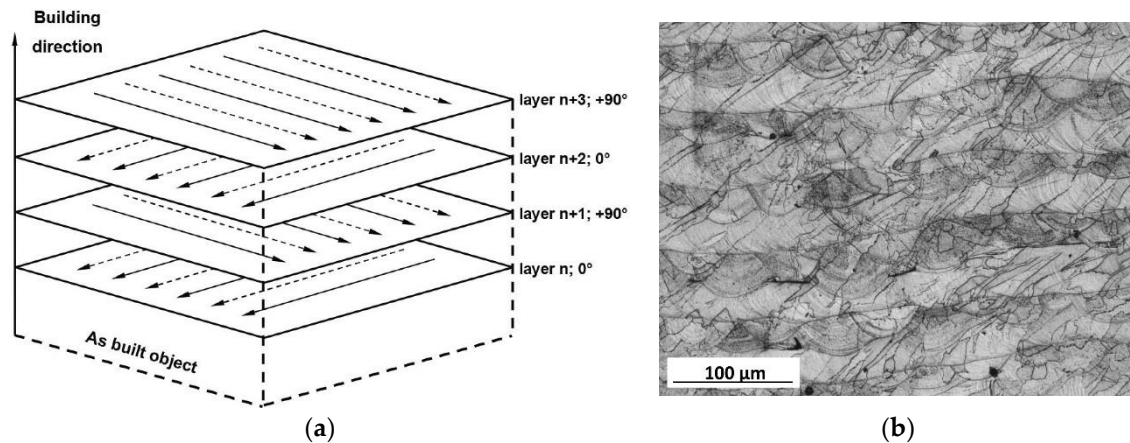 Building
direction
layer n+3; +90°
layer n+2; 0°
layer n+1; +90°
layer n; 0°
As built object
100 µm
(a)
(b)